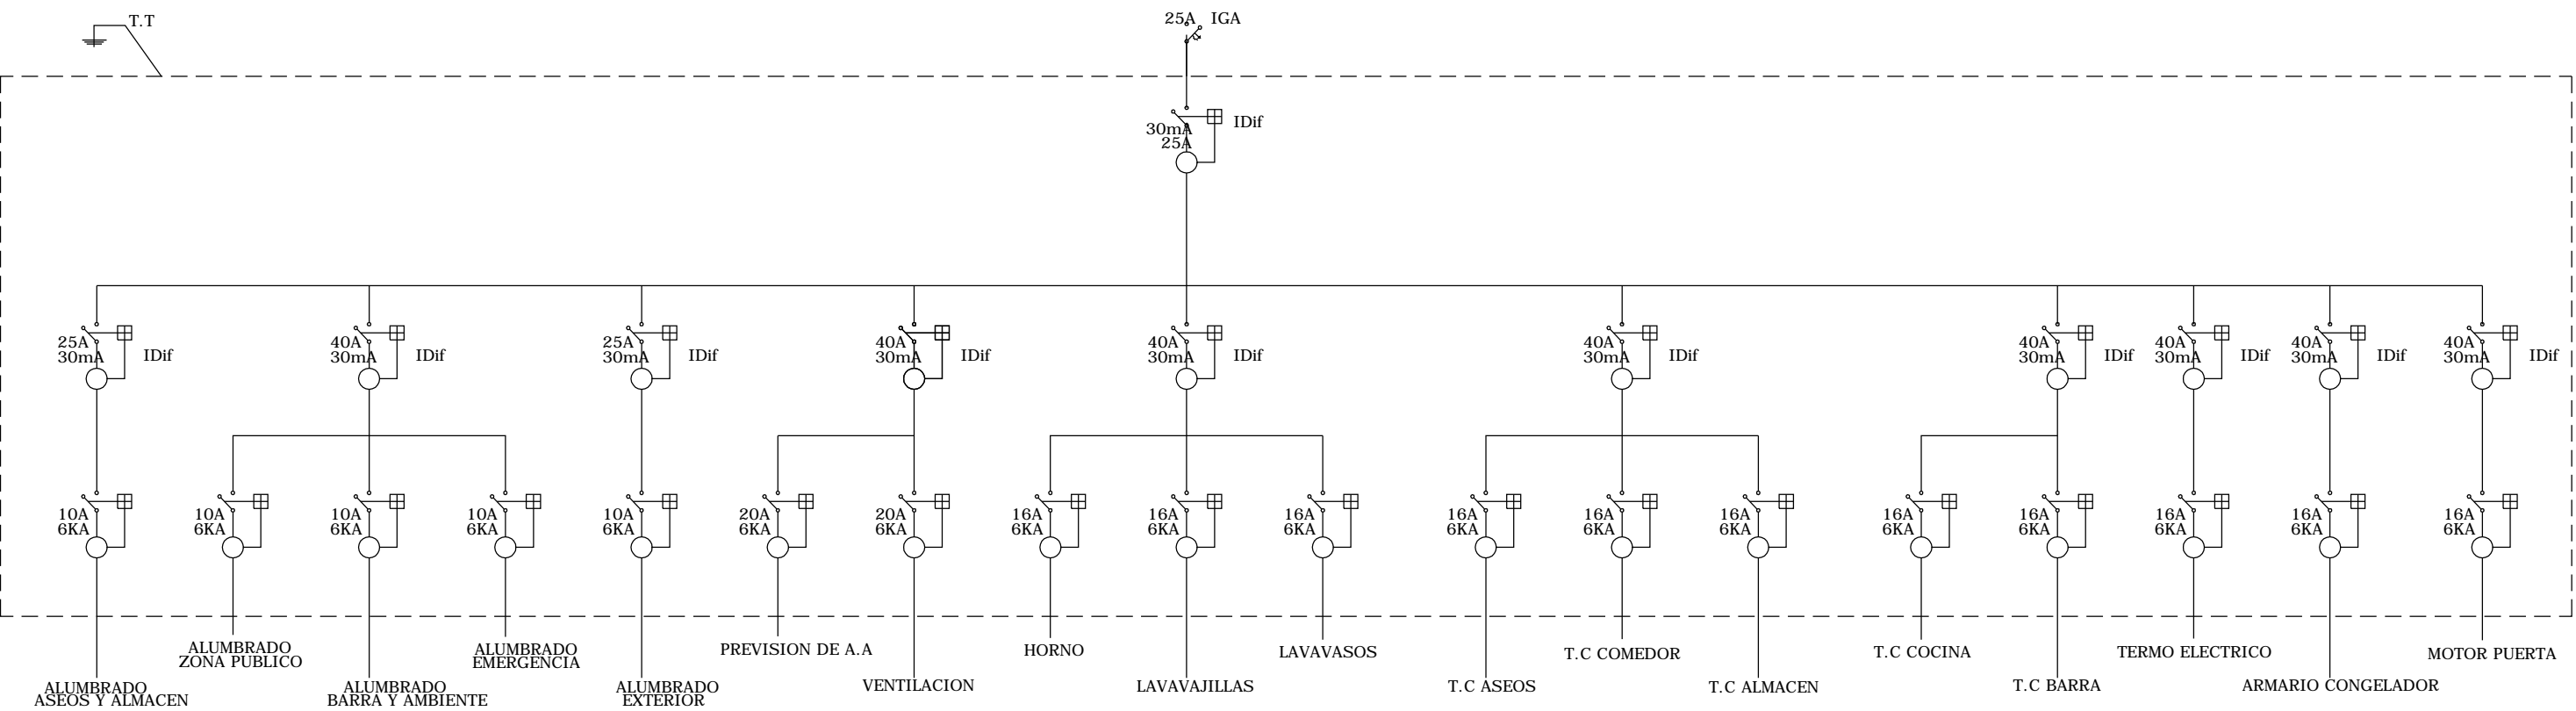 T.T
25A IGA
30mA
25A
IDif
25A
30mA
IDif
40A
30mA
IDif
25A
30mA
IDif
40A
30mA
IDif
40A
30mA
IDif
40A
30mA
IDif
40A
30mA
IDif
40A
30mA
IDif
40A
30mA
IDif
40A
30mA
IDif
10A
6KA
10A
6KA
10A
6KA
10A
6KA
10A
6KA
20A
6KA
20A
6KA
16A
6KA
16A
6KA
16A
6KA
16A
6KA
16A
6KA
16A
6KA
16A
6KA
16A
6KA
16A
6KA
16A
6KA
16A
6KA
ALUMBRADO
ASEOS Y ALMACEN
ALUMBRADO
ZONA PUBLICO
ALUMBRADO
BARRA Y AMBIENTE
ALUMBRADO
EMERGENCIA
ALUMBRADO
EXTERIOR
PREVISION DE A.A
VENTILACION
HORNO
LAVAVAJILLAS
LAVAVASOS
T.C ASEOS
T.C COMEDOR
T.C ALMACEN
T.C COCINA
T.C BARRA
TERMO ELECTRICO
ARMARIO CONGELADOR
MOTOR PUERTA